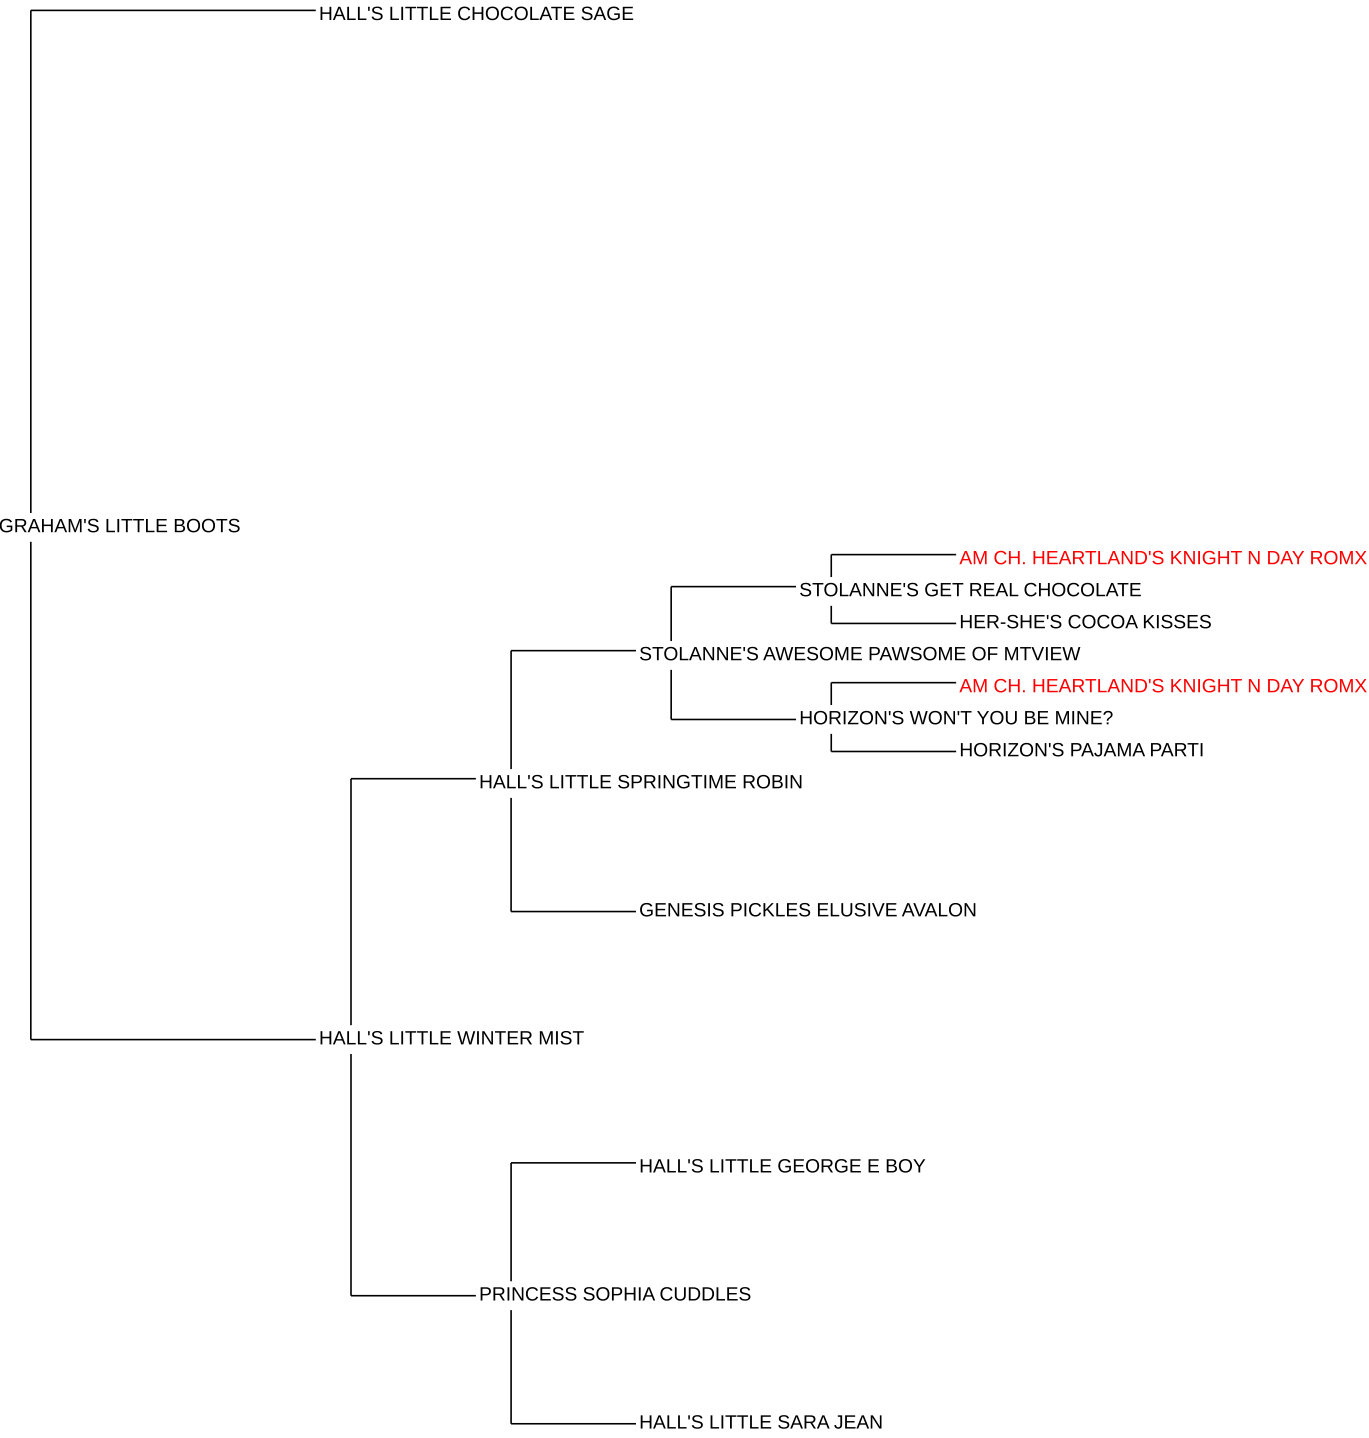 HALL'S LITTLE CHOCOLATE SAGE
GRAHAM'S LITTLE BOOTS
AM CH. HEARTLAND'S KNIGHT N DAY ROMX
STOLANNE'S GET REAL CHOCOLATE
HER-SHE'S COCOA KISSES
STOLANNE'S AWESOME PAWSOME OF MTVIEW
AM CH. HEARTLAND'S KNIGHT N DAY ROMX
HORIZON'S WON'T YOU BE MINE?
HORIZON'S PAJAMA PARTI
HALL'S LITTLE SPRINGTIME ROBIN
GENESIS PICKLES ELUSIVE AVALON
HALL'S LITTLE WINTER MIST
HALL'S LITTLE GEORGE E BOY
PRINCESS SOPHIA CUDDLES
HALL'S LITTLE SARA JEAN